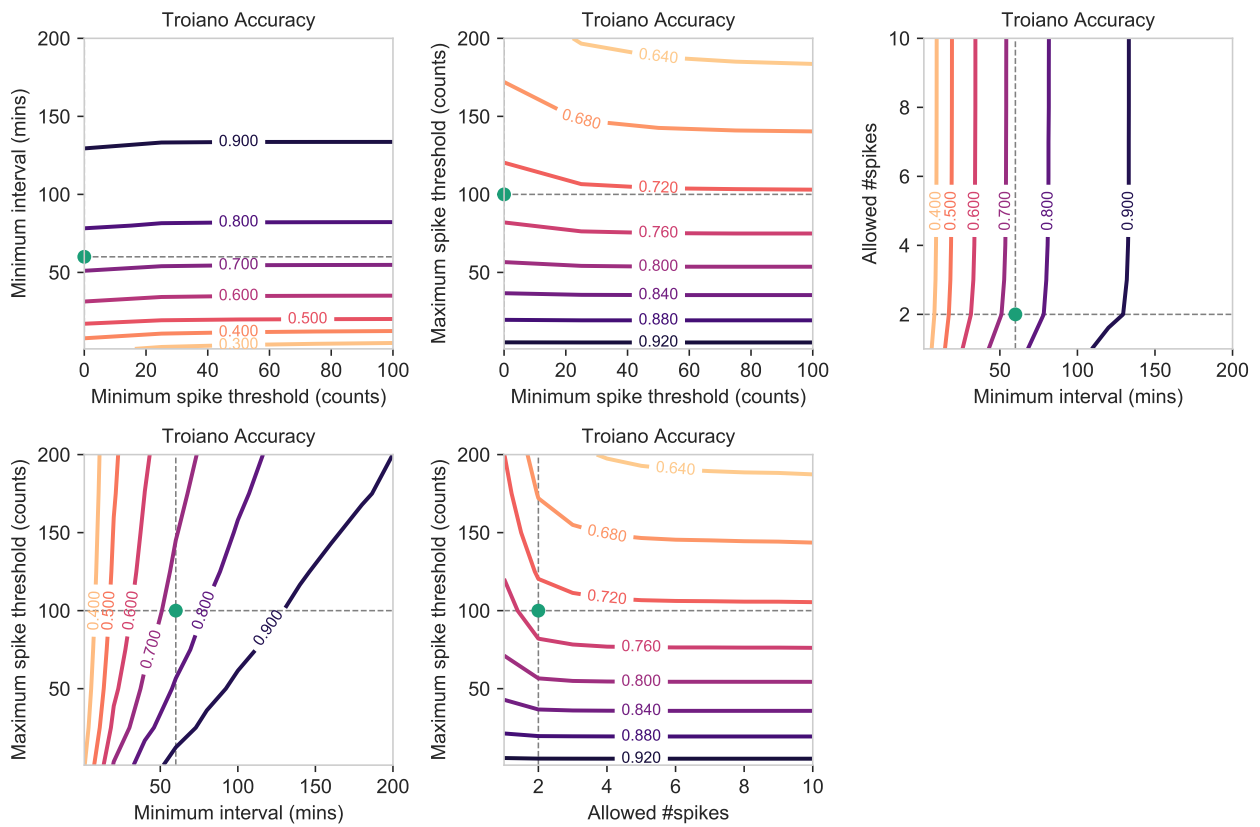 Troiano Accuracy
200
150
100
50
0 20 40 60 80 100
Minimum interval (mins)
Minimum spike threshold (counts)
0.900
0.800
0.700
0.600
0.500
0.400
0.300
Troiano Accuracy
200
150
100
50
0 20 40 60 80 100
Maximum spike threshold (counts)
Minimum spike threshold (counts)
0.640
0.680
0.720
0.760
0.800
0.840
0.880
0.920
Troiano Accuracy
10
8
6
4
2
50 100 150 200
Allowed #spikes
Minimum interval (mins)
0.400
0.500
0.600
0.700
0.800
0.900
Troiano Accuracy
200
150
100
50
50 100 150 200
Maximum spike threshold (counts)
Minimum interval (mins)
0.400
0.500
0.600
0.700
0.800
0.900
Troiano Accuracy
200
150
100
50
2 4 6 8 10
Maximum spike threshold (counts)
Allowed #spikes
0.640
0.680
0.720
0.760
0.800
0.840
0.880
0.920